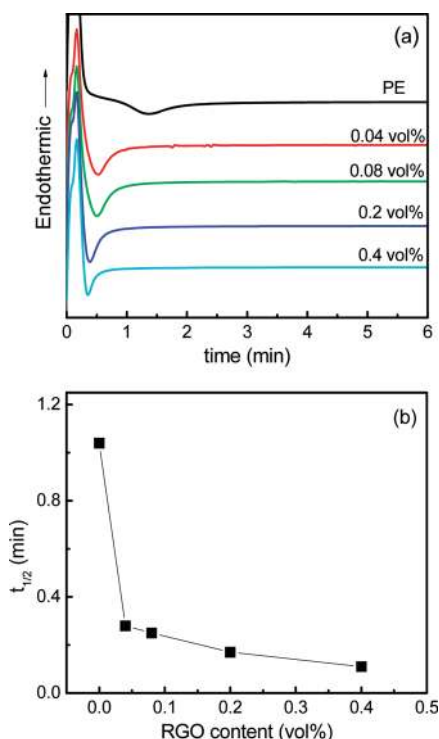 (a)
Endothermic →
PE
0.04 vol%
0.08 vol%
0.2 vol%
0.4 vol%
0 1 2 3 4 5 6
time (min)
(b)
1.2
0.8
0.4
0.0
t1/2 (min)
0.0 0.1 0.2 0.3 0.4 0.5
RGO content (vol%)